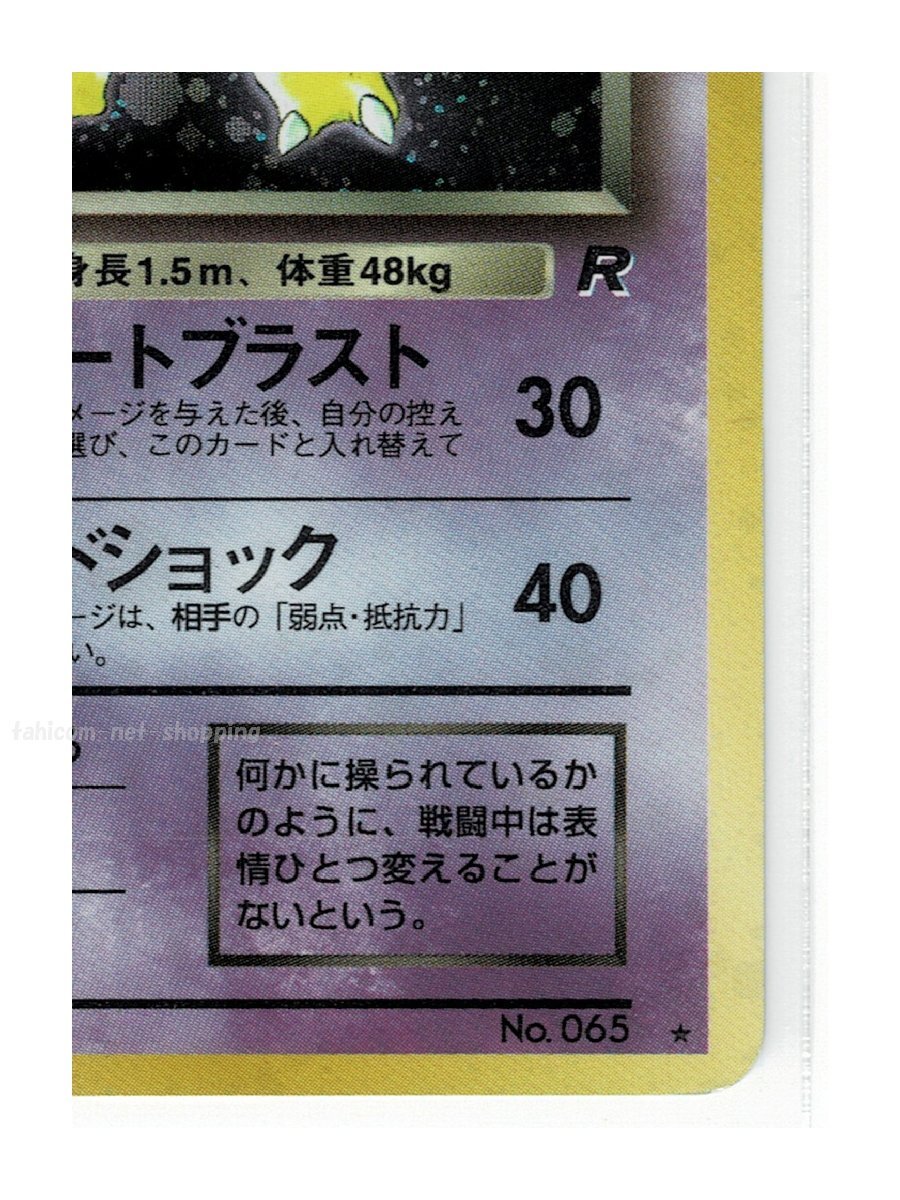 身長1.5m、体重48kg
R
ートブラスト
30
メージを与えた後、自分の控え
選び、このカードと入れ替えて
ドショック
40
ージは、相手の「弱点・抵抗力」
い。
tahicom-net-shopping
何かに操られているか
のように、戦闘中は表
情ひとつ変えることが
ないという。
No. 065 ★